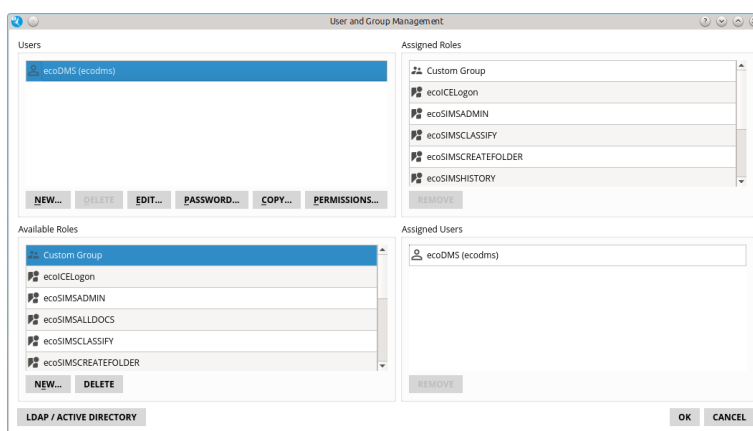 User and Group Management
Users
ecoDMS (ecodms)
NEW...
DELETE
EDIT...
PASSWORD...
COPY...
PERMISSIONS...
Assigned Roles
Custom Group
ecoICELogon
ecoSIMSADMIN
ecoSIMSCLASSIFY
ecoSIMSCREATEFOLDER
ecoSIMSHISTORY
REMOVE
Available Roles
Custom Group
ecoICELogon
ecoSIMSADMIN
ecoSIMSALLDOCS
ecoSIMSCLASSIFY
ecoSIMSCREATEFOLDER
NEW...
DELETE
Assigned Users
ecoDMS (ecodms)
REMOVE
LDAP / ACTIVE DIRECTORY
OK
CANCEL